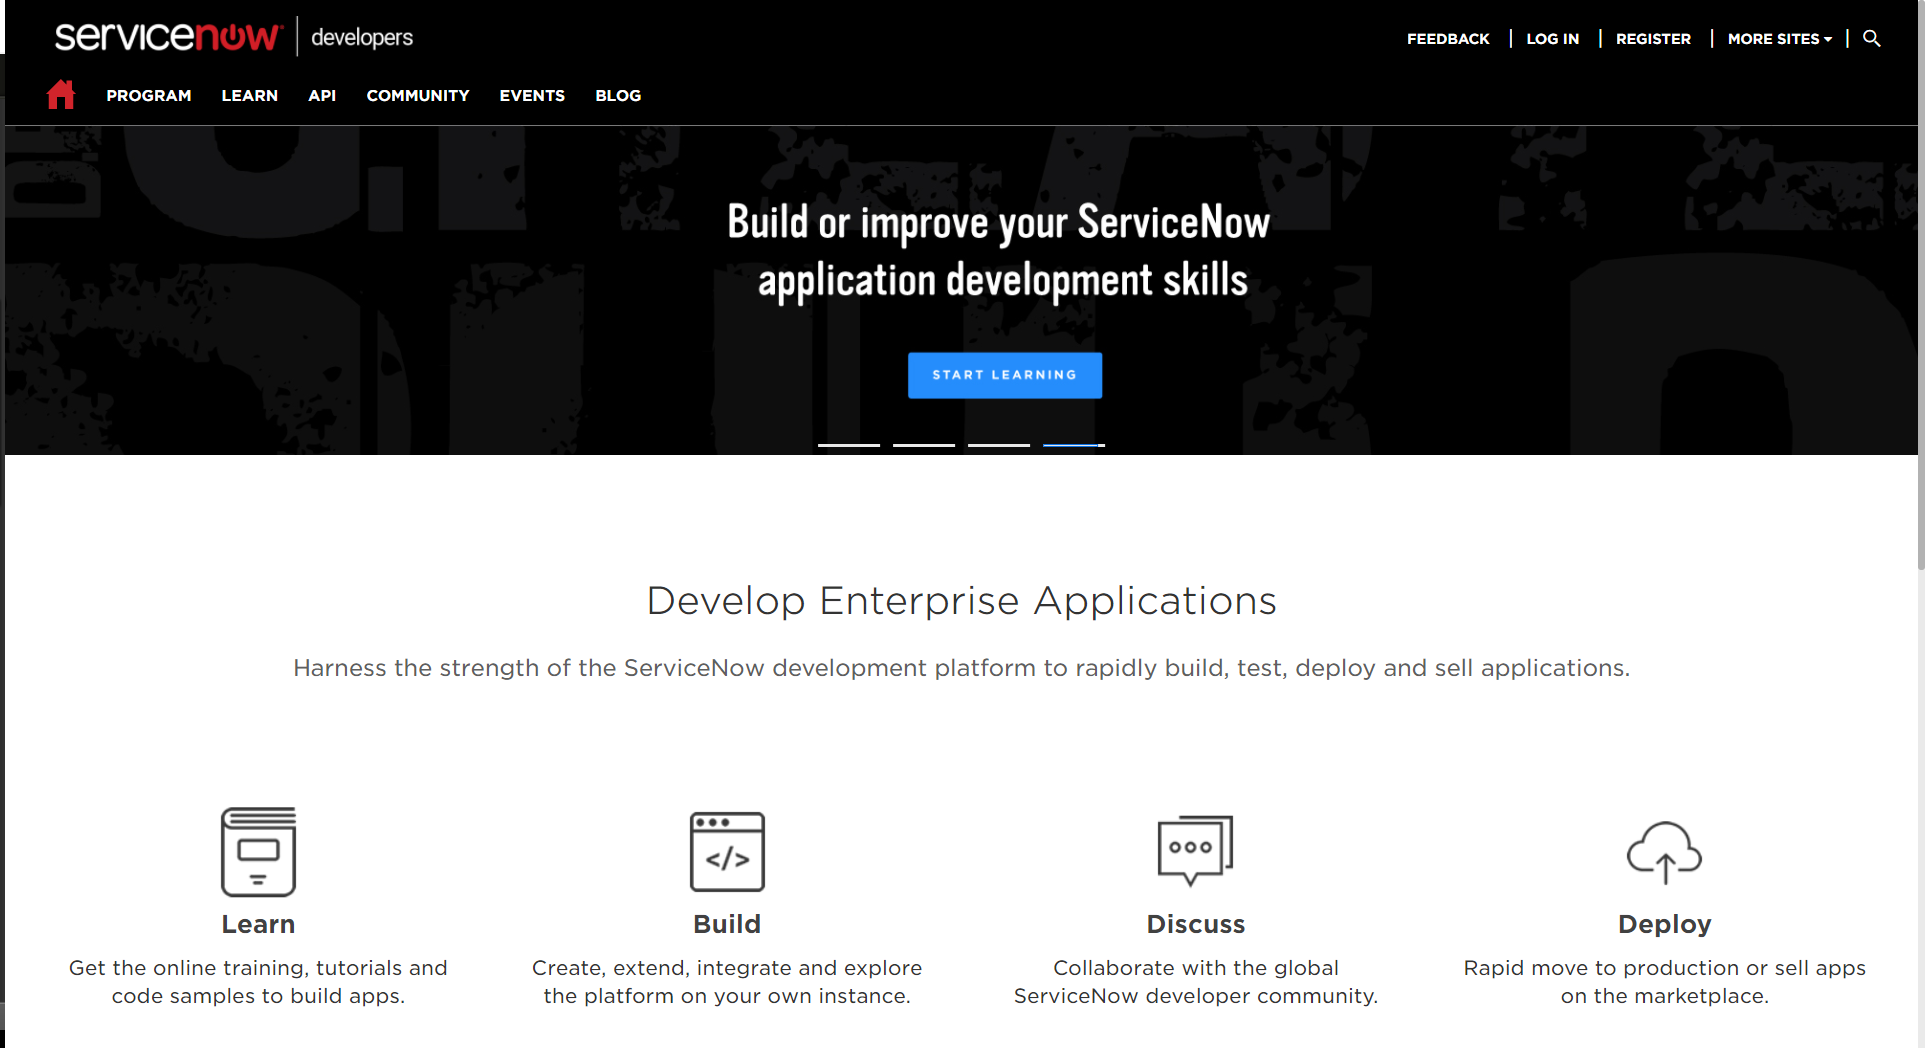 servicenow developers
FEEDBACK LOG IN REGISTER MORE SITES
PROGRAM LEARN API COMMUNITY EVENTS BLOG
Build or improve your ServiceNow
application development skills
START LEARNING
Develop Enterprise Applications
Harness the strength of the ServiceNow development platform to rapidly build, test, deploy and sell applications.
</>
Learn
Get the online training, tutorials and
code samples to build apps.
Build
Create, extend, integrate and explore
the platform on your own instance.
Discuss
Collaborate with the global
ServiceNow developer community.
Deploy
Rapid move to production or sell apps
on the marketplace.